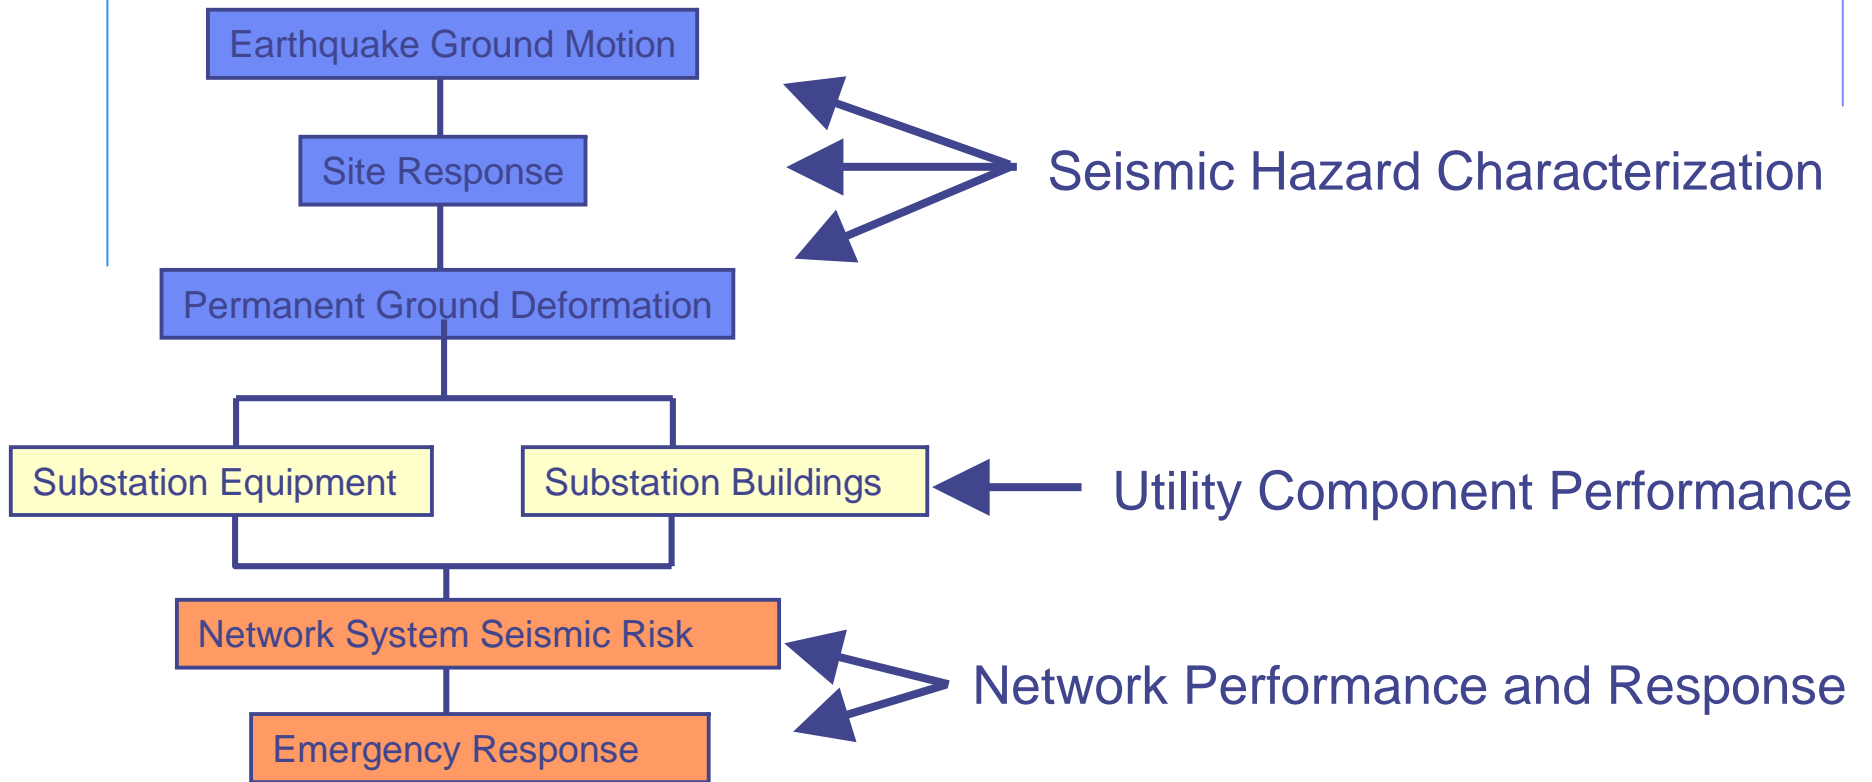 Earthquake Ground Motion
Site Response
Seismic Hazard Characterization
Permanent Ground Deformation
Substation Equipment
Substation Buildings
Utility Component Performance
Network System Seismic Risk
Network Performance and Response
Emergency Response